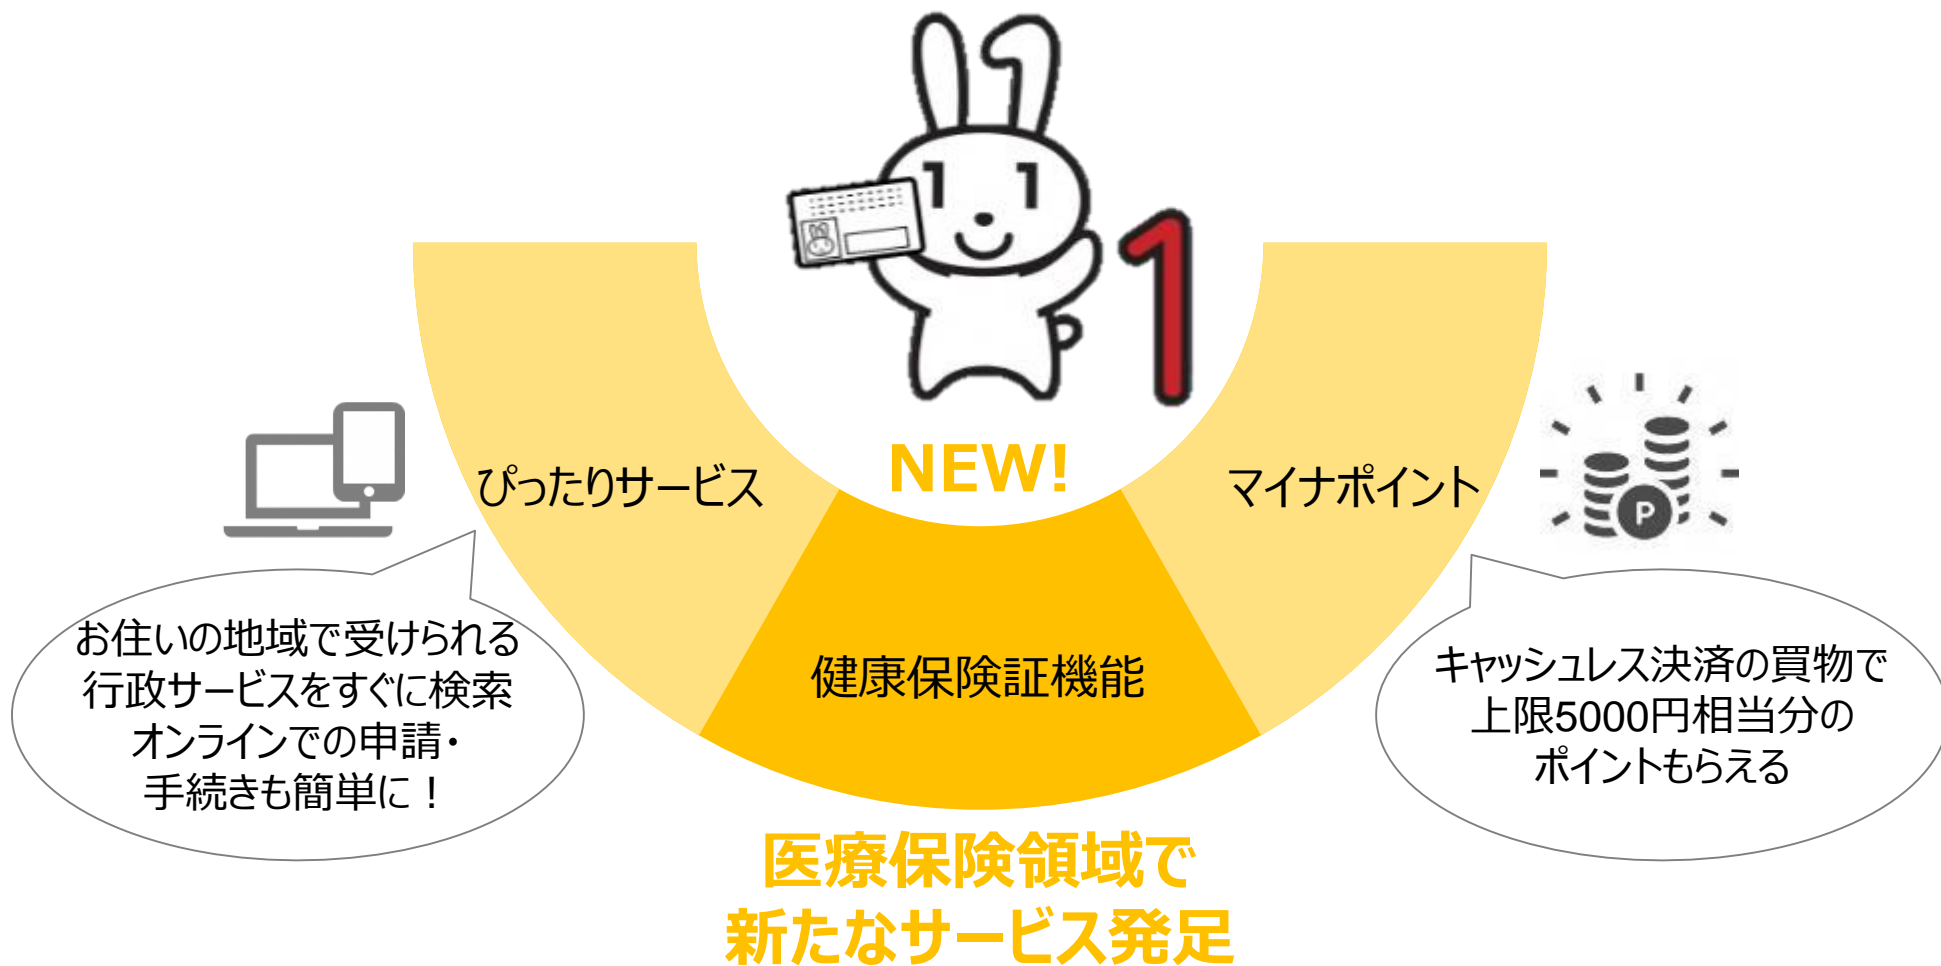 NEW!
ぴったりサービス
マイナポイント
お住いの地域で受けられる
行政サービスをすぐに検索
オンラインでの申請・
手続きも簡単に！
健康保険証機能
キャッシュレス決済の買物で
上限5000円相当分の
ポイントもらえる
医療保険領域で
新たなサービス発足
1
P